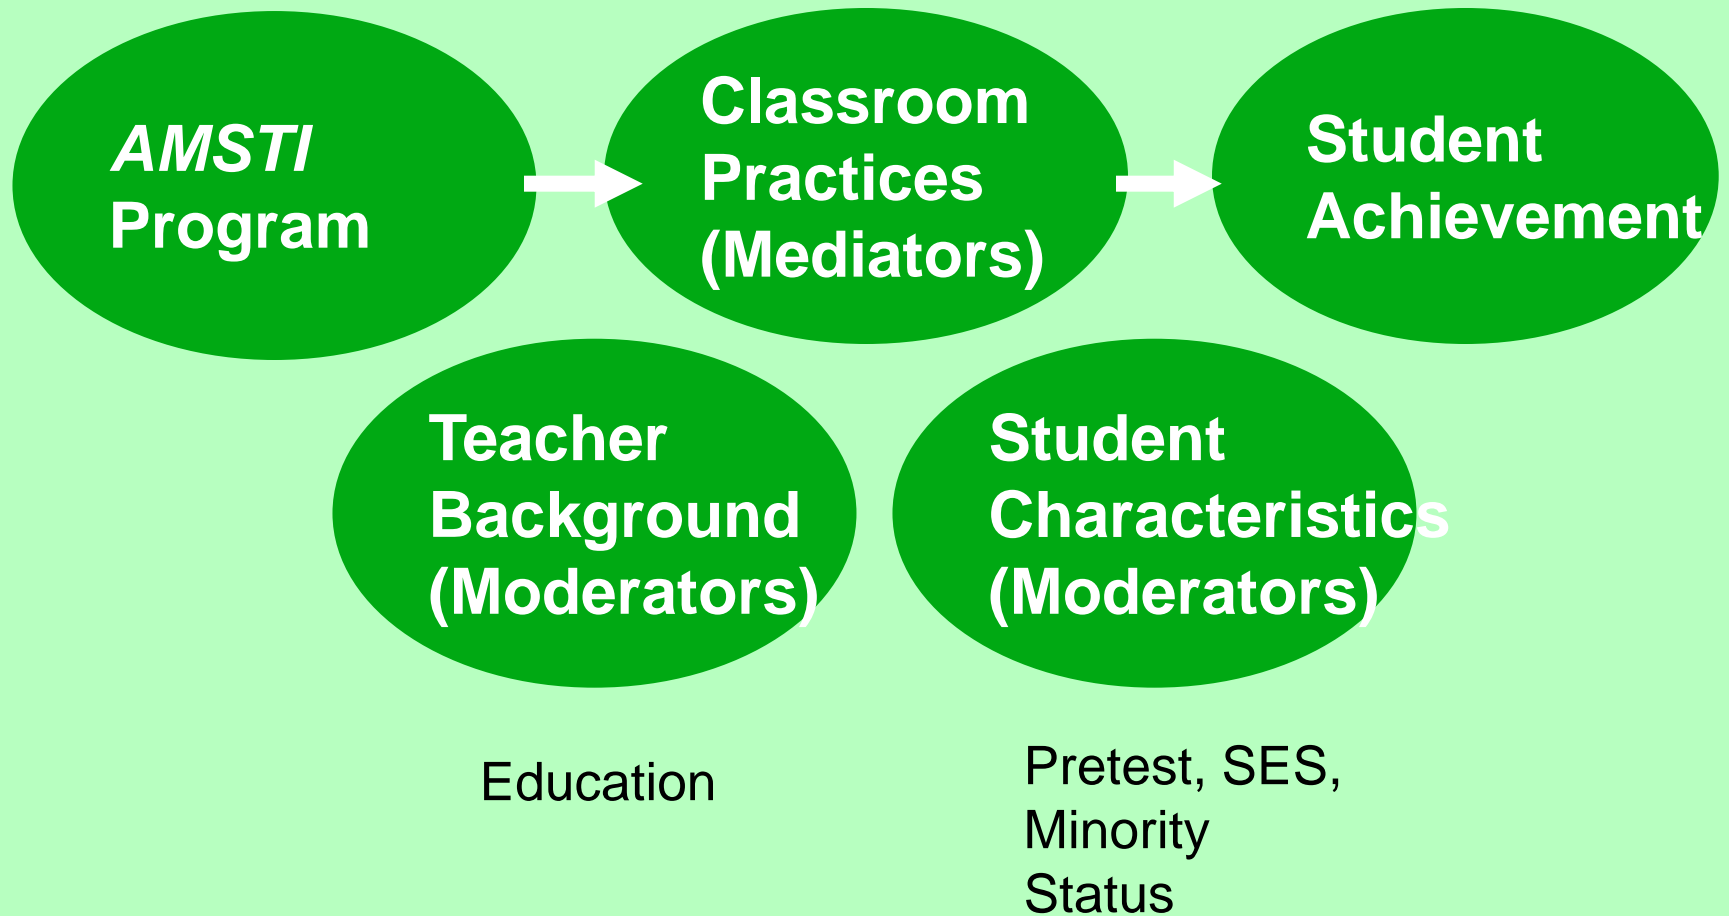 AMSTI
Program
Classroom
Practices
(Mediators)
Student
Achievement
Teacher
Background
(Moderators)
Student
Characteristics
(Moderators)
Education
Pretest, SES,
Minority
Status